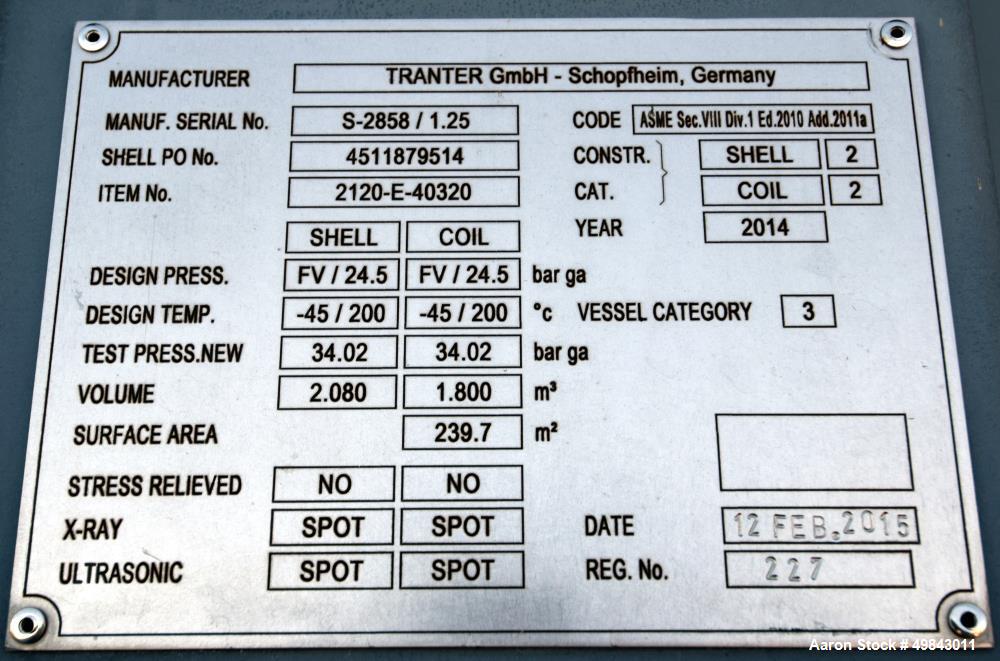 MANUFACTURER TRANTER GmbH - Schopfheim, Germany
MANUF. SERIAL No. S-2858 / 1.25 CODE ASME Sec.VIII Div.1 Ed.2010 Add.2011a
SHELL PO No. 4511879514 CONSTR. SHELL 2
ITEM No. 2120-E-40320 CAT. COIL 2
SHELL COIL YEAR 2014
DESIGN PRESS. FV / 24.5 FV / 24.5 bar ga
DESIGN TEMP. -45 / 200 -45 / 200 °c VESSEL CATEGORY 3
TEST PRESS.NEW 34.02 34.02 bar ga
VOLUME 2.080 1.800 m³
SURFACE AREA 239.7 m²
STRESS RELIEVED NO NO
X-RAY SPOT SPOT DATE 12 FEB.2015
ULTRASONIC SPOT SPOT REG. No. 227
Aaron Stock # 49843011